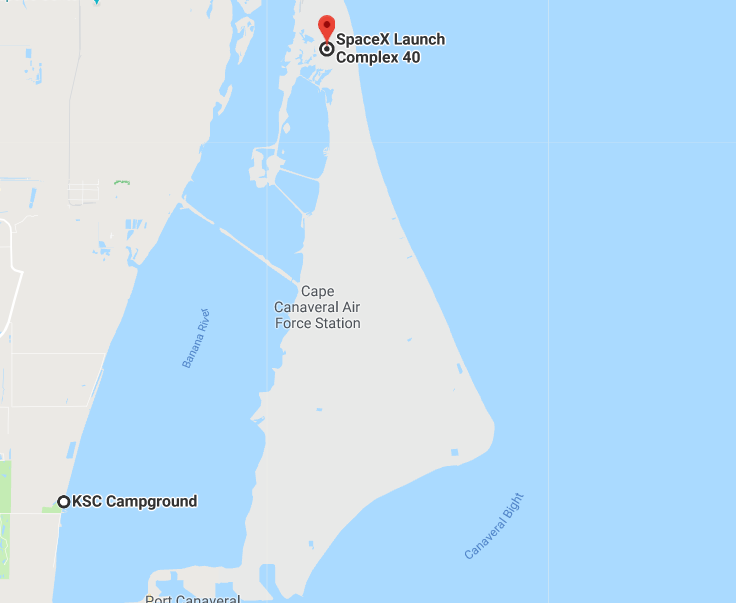 SpaceX Launch
Complex 40
Cape
Canaveral Air
Force Station
Banana River
KSC Campground
Canaveral Bight
Port Canaveral